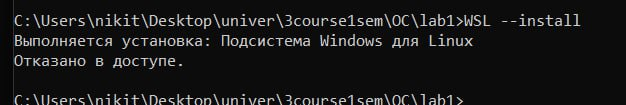 C:\Users\nikit\Desktop\univer\3course1sem\OC\lab1>WSL --install
Выполняется установка: Подсистема Windows для Linux
Отказано в доступе.
C:\Users\nikit\Desktop\univer\3course1sem\OC\lab1>